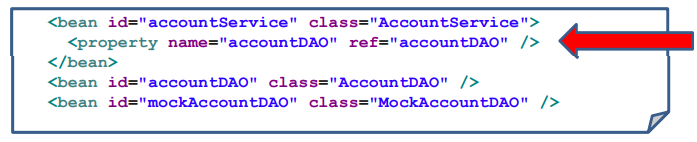 <bean id="accountService" class="AccountService">
<property name="accountDAO" ref="accountDAO" />
</bean>
<bean id="accountDAO" class="AccountDAO" />
<bean id="mockAccountDAO" class="MockAccountDAO" />